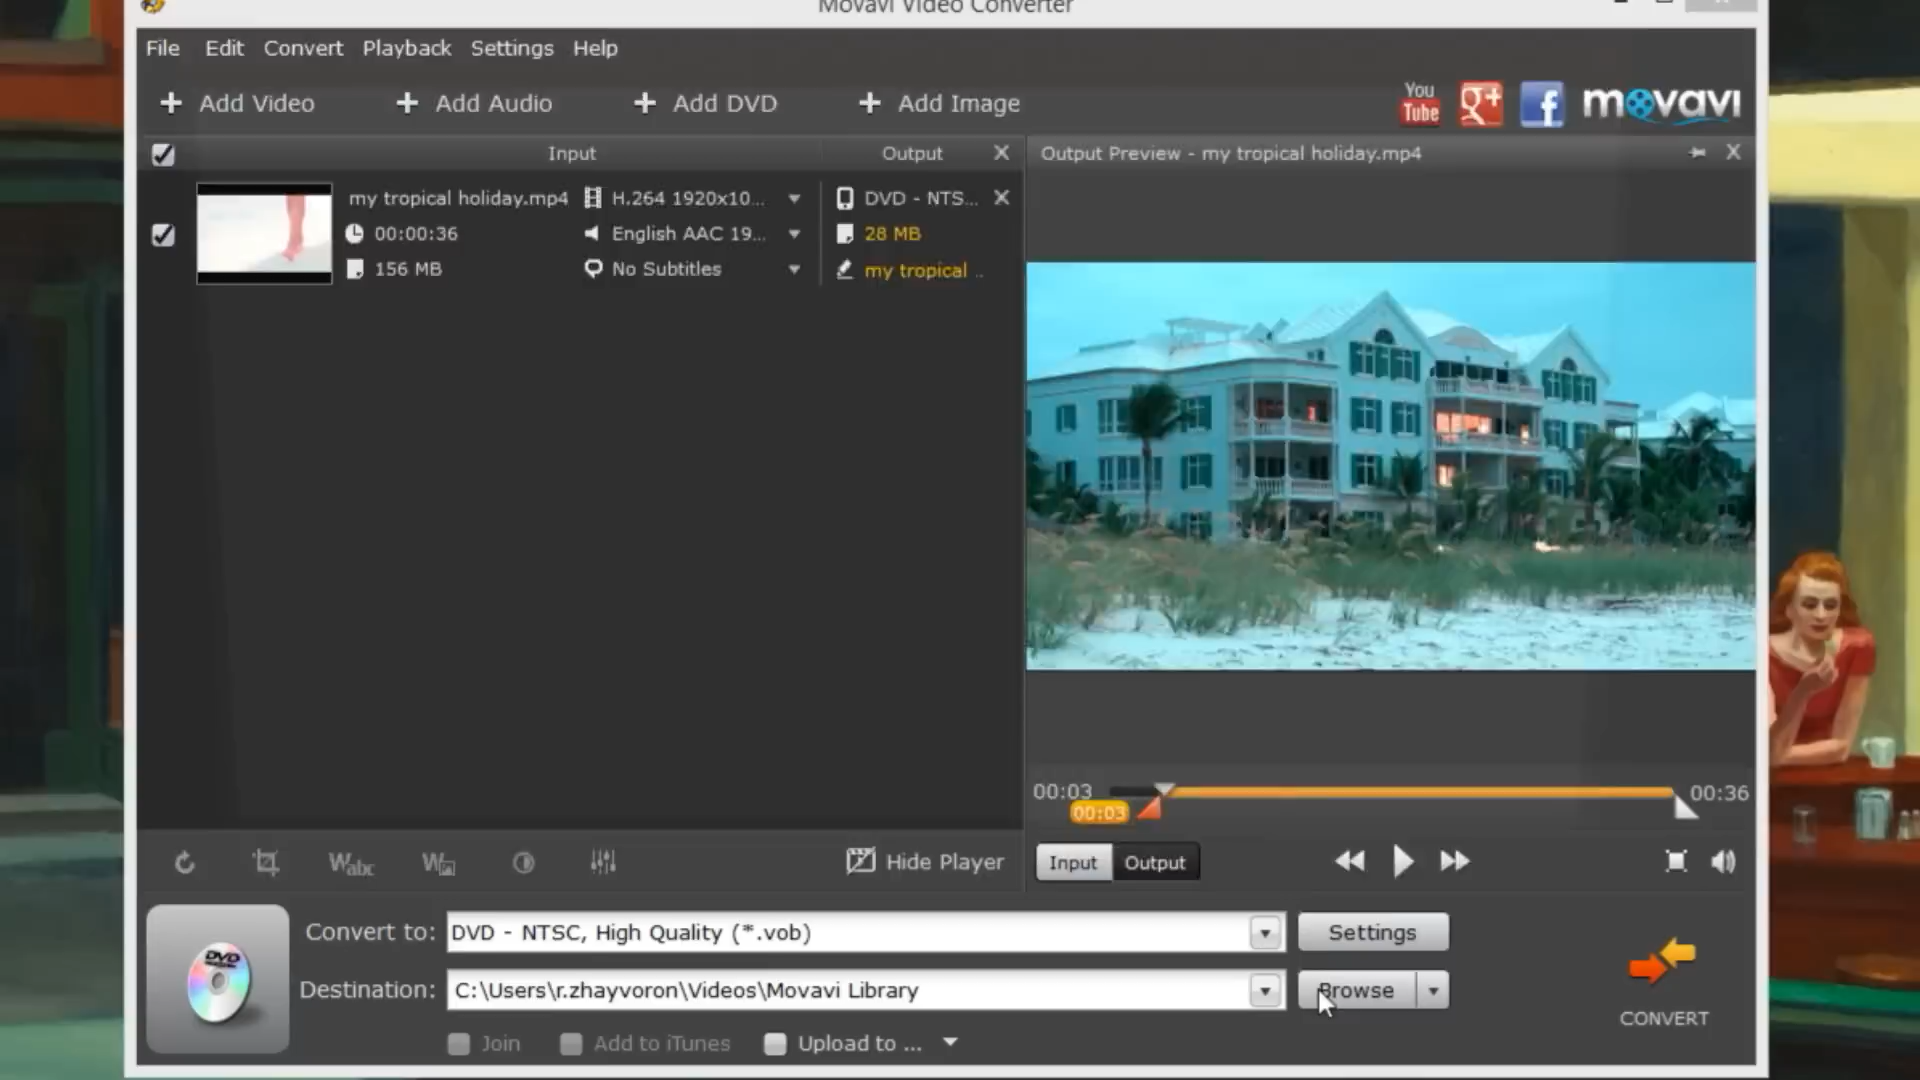 Movavi Video Converter
File Edit Convert Playback Settings Help
Add Video Add Audio Add DVD Add Image
You Tube g+ f movavi
Input Output Output Preview - my tropical holiday.mp4
my tropical holiday.mp4 H.264 1920x10... DVD - NTS...
00:00:36 English AAC 19... 28 MB
156 MB No Subtitles my tropical ..
00:03 00:36
00:03
Wabc W Hide Player Input Output
Convert to: DVD - NTSC, High Quality (*.vob) Settings
DVD
Destination: C:\Users\r.zhayvoron\Videos\Movavi Library Browse
CONVERT
Join Add to iTunes Upload to ...